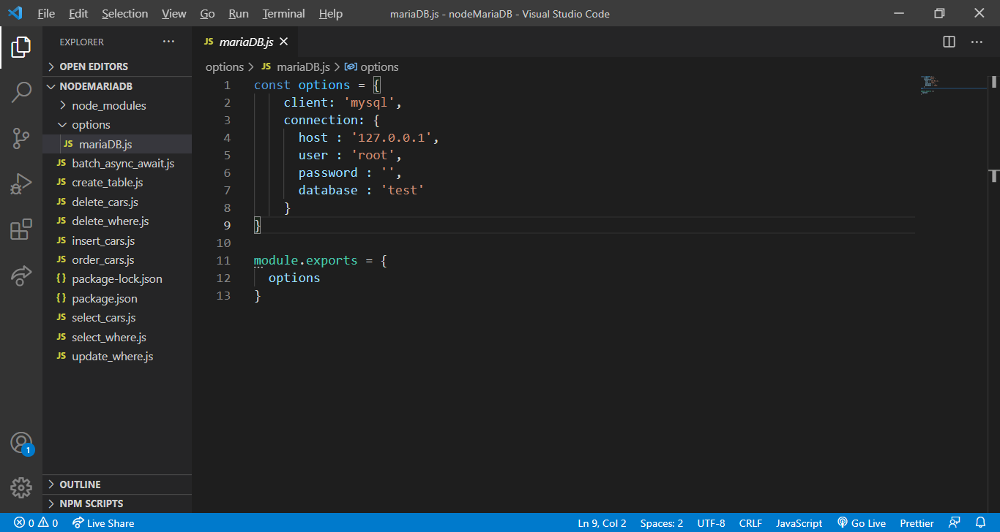 File Edit Selection View Go Run Terminal Help mariaDB.js - nodeMariaDB - Visual Studio Code
EXPLORER
OPEN EDITORS
NODEMARIADB
node_modules
options
JS mariaDB.js
JS batch_async_await.js
JS create_table.js
JS delete_cars.js
JS delete_where.js
JS insert_cars.js
JS order_cars.js
{} package-lock.json
{} package.json
JS select_cars.js
JS select_where.js
JS update_where.js
OUTLINE
NPM SCRIPTS
1
JS mariaDB.js
options > JS mariaDB.js > options
1 const options = {
2     client: 'mysql',
3     connection: {
4       host : '127.0.0.1',
5       user : 'root',
6       password : '',
7       database : 'test'
8     }
9 }
10
11 module.exports = {
12   options
13 }
0 0 Live Share Ln 9, Col 2 Spaces: 2 UTF-8 CRLF JavaScript Go Live Prettier